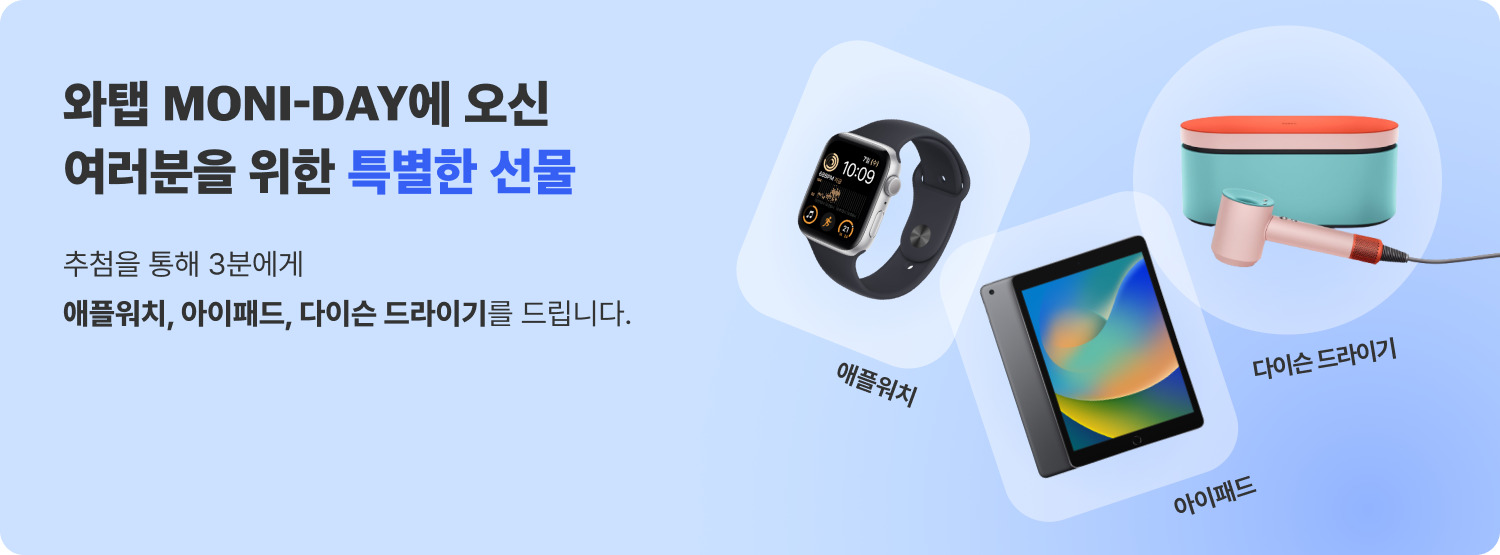 와탭 MONI-DAY에 오신
여러분을 위한 특별한 선물
추첨을 통해 3분에게
애플워치, 아이패드, 다이슨 드라이기를 드립니다.
10:09
애플워치
아이패드
다이슨 드라이기